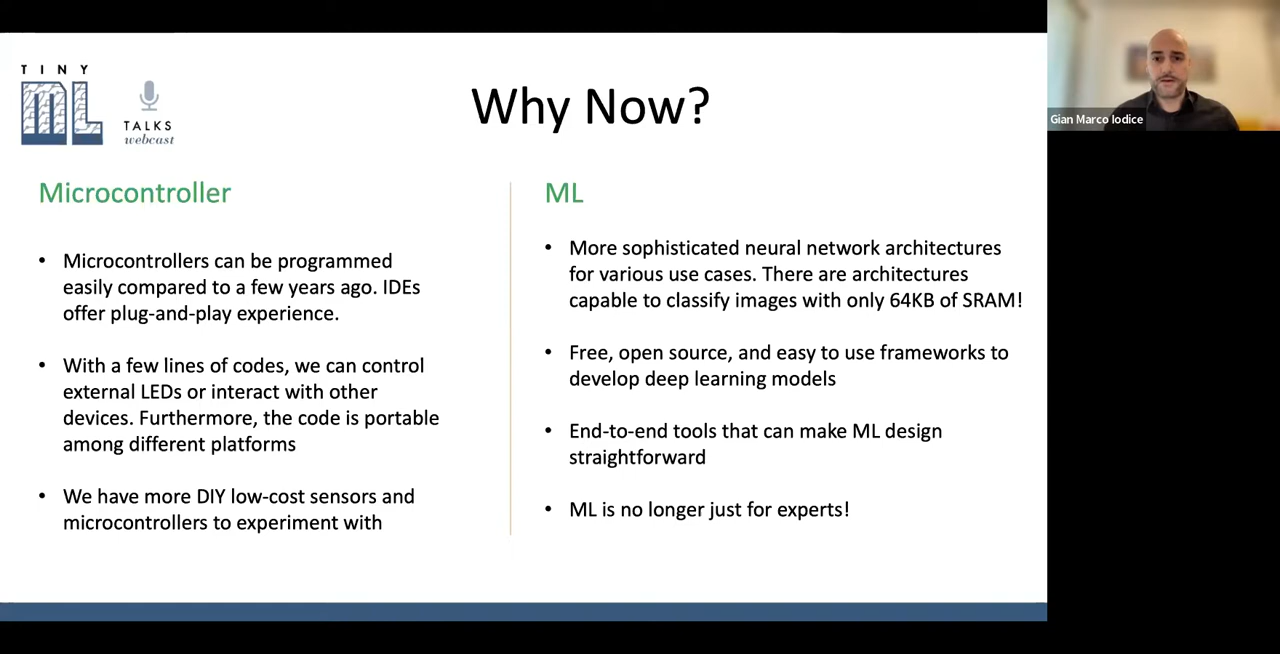 TINY
ML
TALKS
webcast
Why Now?
Gian Marco Iodice
Microcontroller
• Microcontrollers can be programmed
easily compared to a few years ago. IDEs
offer plug-and-play experience.
• With a few lines of codes, we can control
external LEDs or interact with other
devices. Furthermore, the code is portable
among different platforms
• We have more DIY low-cost sensors and
microcontrollers to experiment with
ML
• More sophisticated neural network architectures
for various use cases. There are architectures
capable to classify images with only 64KB of SRAM!
• Free, open source, and easy to use frameworks to
develop deep learning models
• End-to-end tools that can make ML design
straightforward
• ML is no longer just for experts!